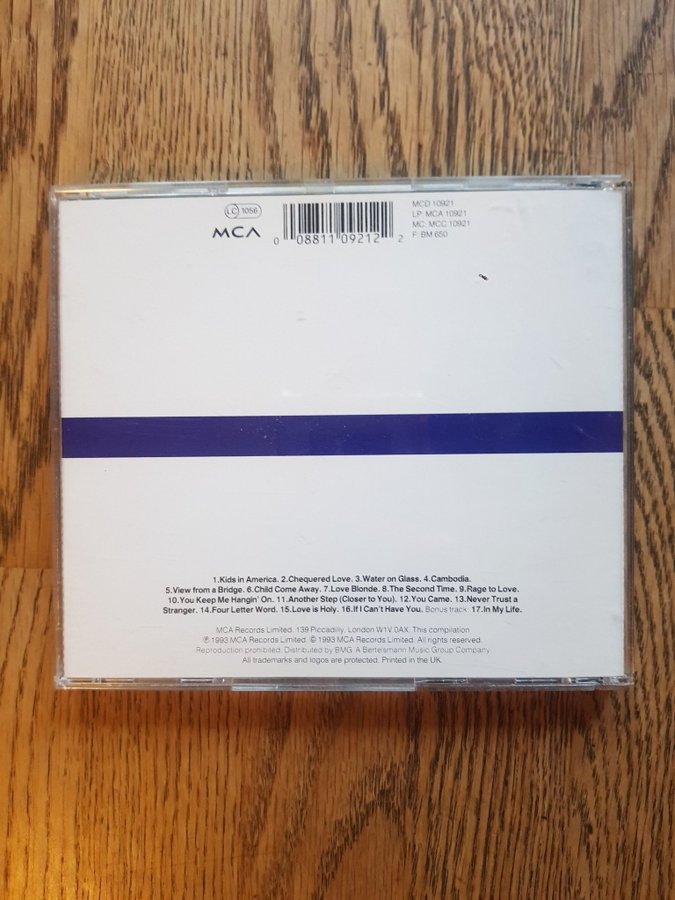 LC 1056
MCA
0 08811 09212 2
MCD 10921
LP: MCA 10921
MC: MCC 10921
F: BM 650
1.Kids in America. 2.Chequered Love. 3.Water on Glass. 4.Cambodia.
5.View from a Bridge. 6.Child Come Away. 7.Love Blonde. 8.The Second Time. 9.Rage to Love.
10.You Keep Me Hangin' On. 11.Another Step (Closer to You). 12.You Came. 13.Never Trust a
Stranger. 14.Four Letter Word. 15.Love is Holy. 16.If I Can't Have You. Bonus track: 17.In My Life.
MCA Records Limited. 139 Piccadilly, London W1V 0AX. This compilation
℗ 1993 MCA Records Limited. © 1993 MCA Records Limited. All rights reserved.
Reproduction prohibited. Distributed by BMG. A Bertelsmann Music Group Company
All trademarks and logos are protected. Printed in the UK.